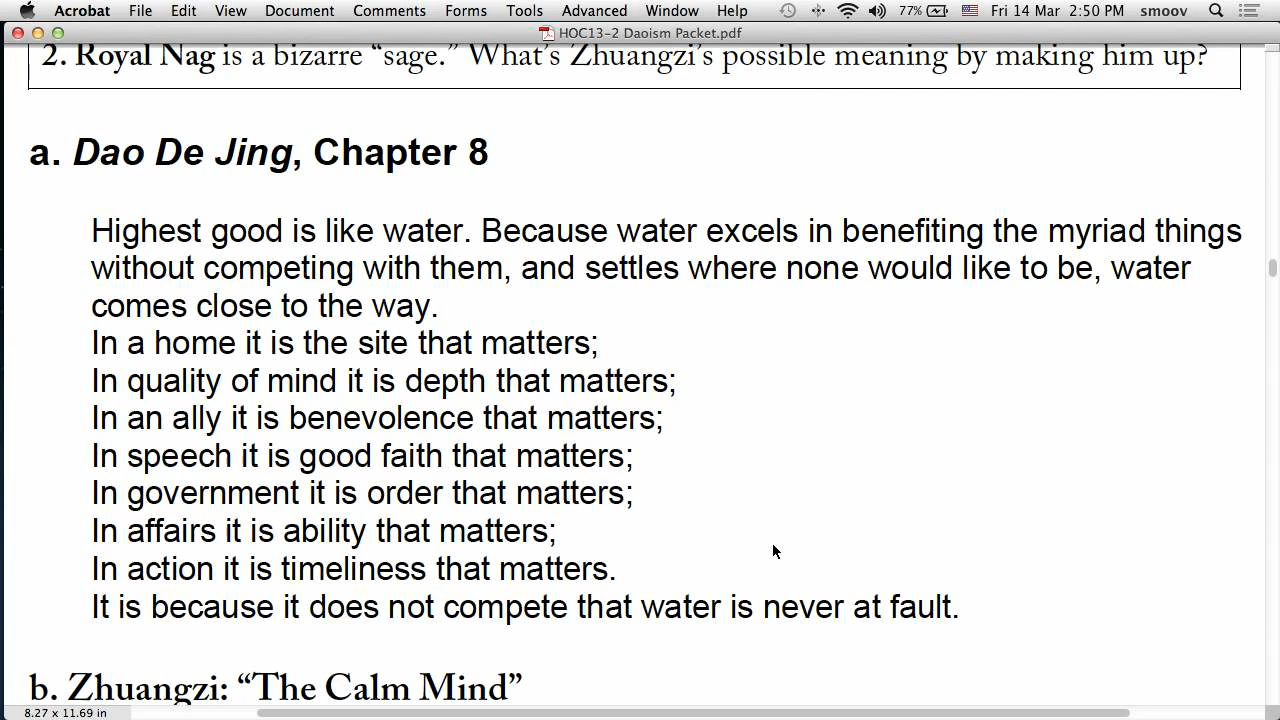 Acrobat File Edit View Document Comments Forms Tools Advanced Window Help 77% Fri 14 Mar 2:50 PM smoov
HOC13-2 Daoism Packet.pdf
2. Royal Nag is a bizarre “sage.” What’s Zhuangzi’s possible meaning by making him up?
a. Dao De Jing, Chapter 8
Highest good is like water. Because water excels in benefiting the myriad things
without competing with them, and settles where none would like to be, water
comes close to the way.
In a home it is the site that matters;
In quality of mind it is depth that matters;
In an ally it is benevolence that matters;
In speech it is good faith that matters;
In government it is order that matters;
In affairs it is ability that matters;
In action it is timeliness that matters.
It is because it does not compete that water is never at fault.
b. Zhuangzi: “The Calm Mind”
8.27 x 11.69 in